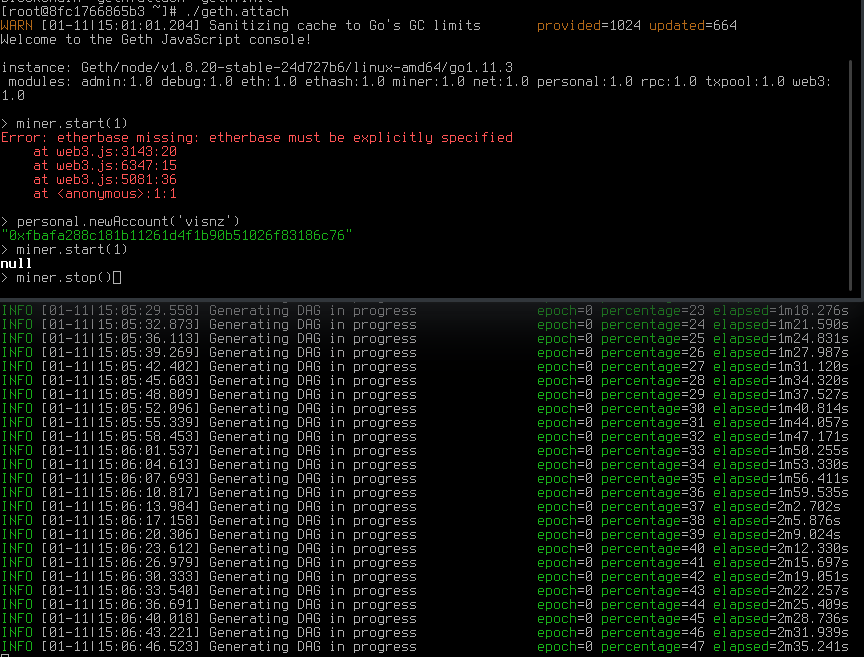 [root@8fc1766865b3 ~]# ./geth.attach
WARN [01-11|15:01:01.204] Sanitizing cache to Go's GC limits provided=1024 updated=664
Welcome to the Geth JavaScript console!
instance: Geth/node/v1.8.20-stable-24d727b6/linux-amd64/go1.11.3
modules: admin:1.0 debug:1.0 eth:1.0 ethash:1.0 miner:1.0 net:1.0 personal:1.0 rpc:1.0 txpool:1.0 web3:
1.0
> miner.start(1)
Error: etherbase missing: etherbase must be explicitly specified
at web3.js:3143:20
at web3.js:6347:15
at web3.js:5081:36
at <anonymous>:1:1
> personal.newAccount('visnz')
"0xfbafa288c181b11261d4f1b90b51026f83186c76"
> miner.start(1)
null
> miner.stop()
INFO [01-11|15:05:29.558] Generating DAG in progress epoch=0 percentage=23 elapsed=1m18.276s
INFO [01-11|15:05:32.873] Generating DAG in progress epoch=0 percentage=24 elapsed=1m21.590s
INFO [01-11|15:05:36.113] Generating DAG in progress epoch=0 percentage=25 elapsed=1m24.831s
INFO [01-11|15:05:39.269] Generating DAG in progress epoch=0 percentage=26 elapsed=1m27.987s
INFO [01-11|15:05:42.402] Generating DAG in progress epoch=0 percentage=27 elapsed=1m31.120s
INFO [01-11|15:05:45.603] Generating DAG in progress epoch=0 percentage=28 elapsed=1m34.320s
INFO [01-11|15:05:48.809] Generating DAG in progress epoch=0 percentage=29 elapsed=1m37.527s
INFO [01-11|15:05:52.096] Generating DAG in progress epoch=0 percentage=30 elapsed=1m40.814s
INFO [01-11|15:05:55.339] Generating DAG in progress epoch=0 percentage=31 elapsed=1m44.057s
INFO [01-11|15:05:58.453] Generating DAG in progress epoch=0 percentage=32 elapsed=1m47.171s
INFO [01-11|15:06:01.537] Generating DAG in progress epoch=0 percentage=33 elapsed=1m50.255s
INFO [01-11|15:06:04.613] Generating DAG in progress epoch=0 percentage=34 elapsed=1m53.330s
INFO [01-11|15:06:07.693] Generating DAG in progress epoch=0 percentage=35 elapsed=1m56.411s
INFO [01-11|15:06:10.817] Generating DAG in progress epoch=0 percentage=36 elapsed=1m59.535s
INFO [01-11|15:06:13.984] Generating DAG in progress epoch=0 percentage=37 elapsed=2m2.702s
INFO [01-11|15:06:17.158] Generating DAG in progress epoch=0 percentage=38 elapsed=2m5.876s
INFO [01-11|15:06:20.306] Generating DAG in progress epoch=0 percentage=39 elapsed=2m9.024s
INFO [01-11|15:06:23.612] Generating DAG in progress epoch=0 percentage=40 elapsed=2m12.330s
INFO [01-11|15:06:26.979] Generating DAG in progress epoch=0 percentage=41 elapsed=2m15.697s
INFO [01-11|15:06:30.333] Generating DAG in progress epoch=0 percentage=42 elapsed=2m19.051s
INFO [01-11|15:06:33.540] Generating DAG in progress epoch=0 percentage=43 elapsed=2m22.257s
INFO [01-11|15:06:36.691] Generating DAG in progress epoch=0 percentage=44 elapsed=2m25.409s
INFO [01-11|15:06:40.018] Generating DAG in progress epoch=0 percentage=45 elapsed=2m28.736s
INFO [01-11|15:06:43.221] Generating DAG in progress epoch=0 percentage=46 elapsed=2m31.939s
INFO [01-11|15:06:46.523] Generating DAG in progress epoch=0 percentage=47 elapsed=2m35.241s